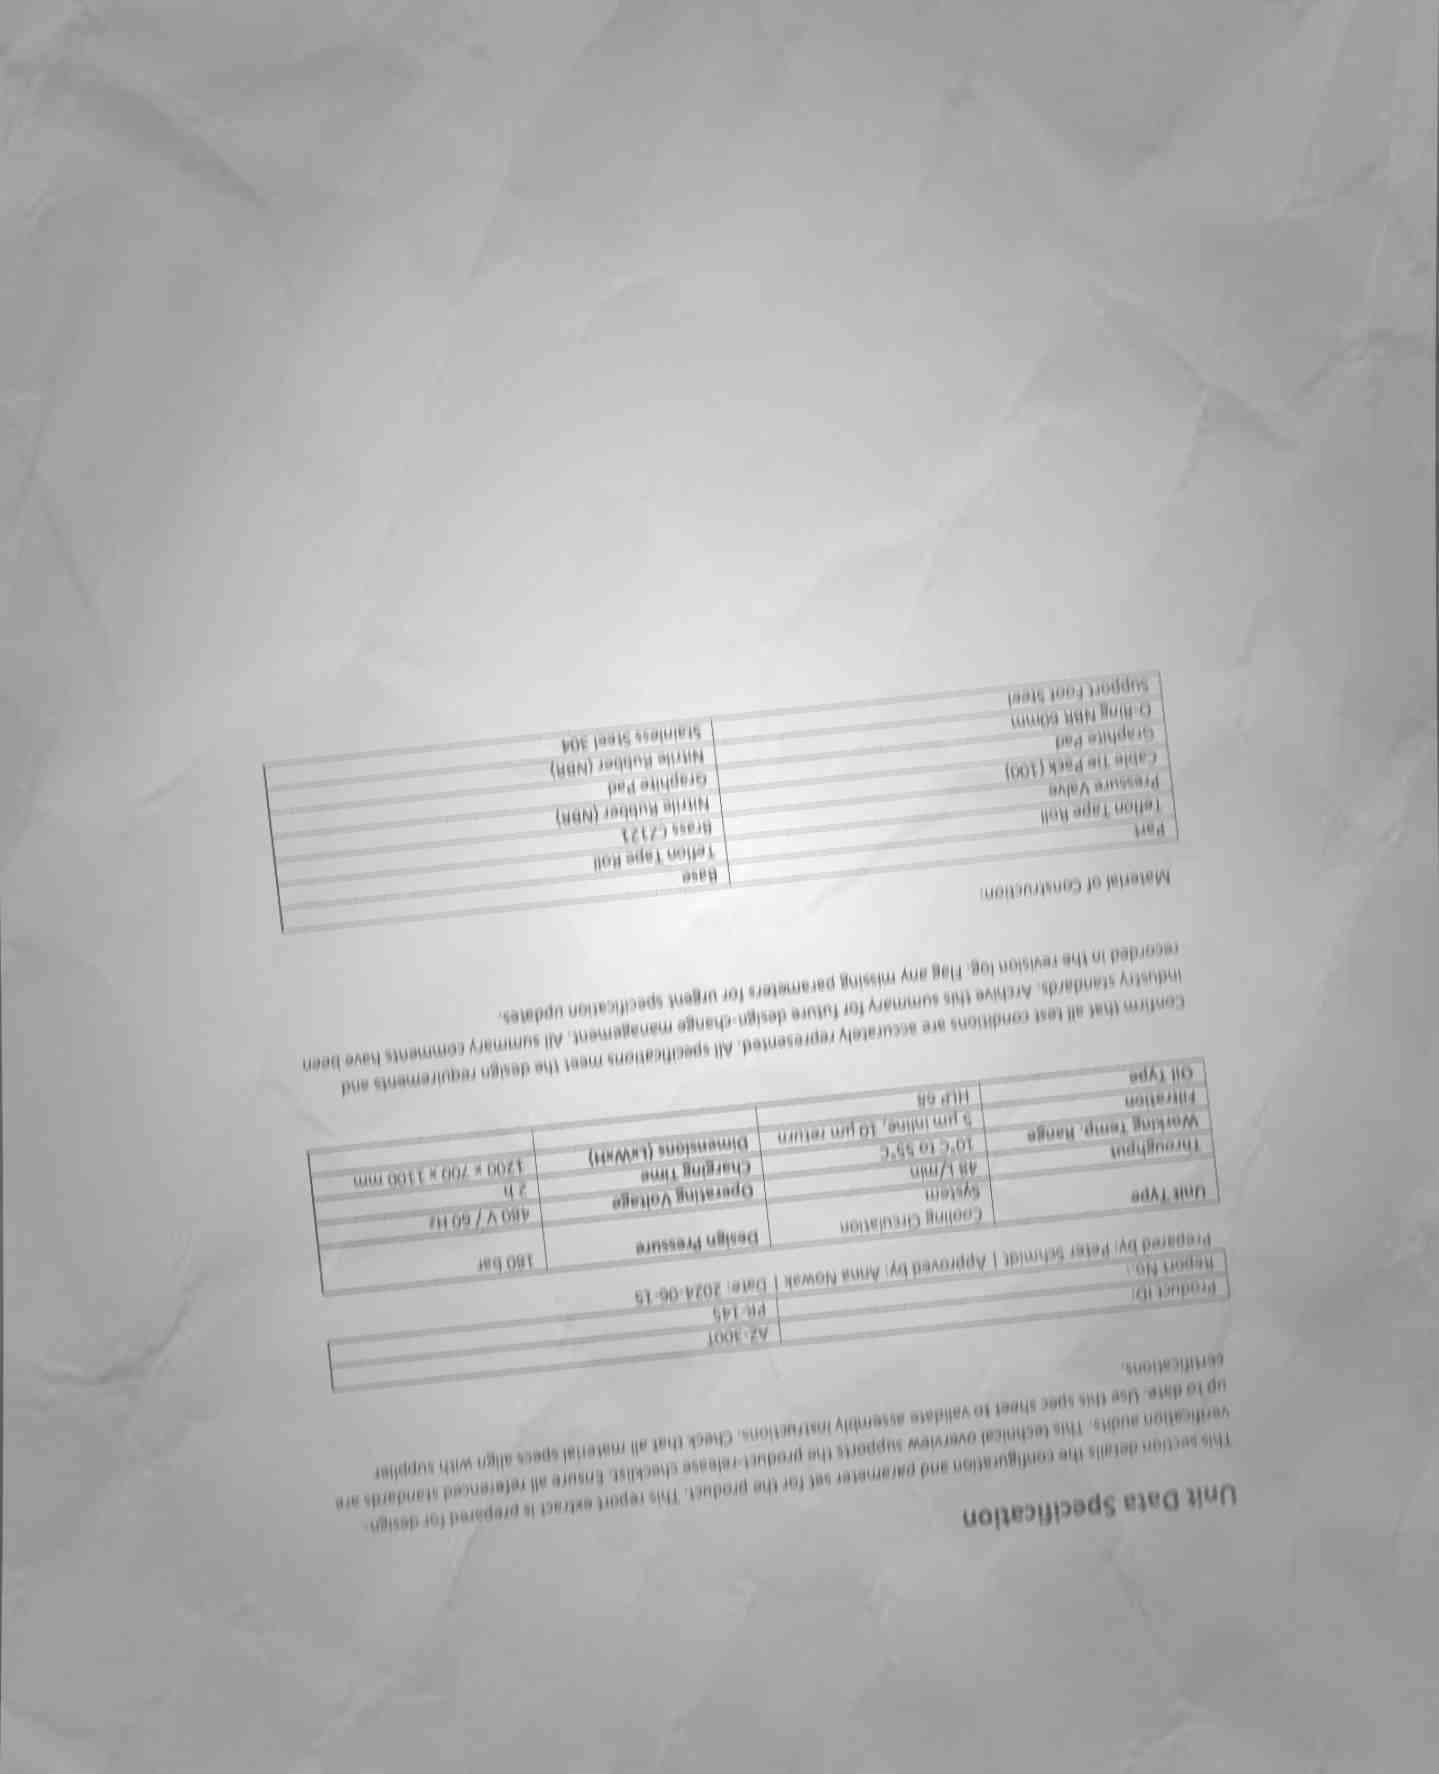 Unit Data Specification
This section details the configuration and parameter set for the product. This report extract is prepared for design-
verification audits. This technical overview supports the product-release checklist. Ensure all referenced standards are
up to date. Use this spec sheet to validate assembly instructions. Check that all material specs align with supplier
certifications.
Product ID: AZ-300T
Report No.: PR-145
Prepared by: Peter Schmidt | Approved by: Anna Nowak | Date: 2024-06-15
Unit Type Cooling Circulation System Design Pressure 180 bar
Throughput 48 L/min Operating Voltage 480 V / 60 Hz
Working Temp. Range 10°C to 55°C Charging Time 2 h
Filtration 5 µm inline, 10 µm return Dimensions (LxWxH) 1200 x 700 x 1100 mm
Oil Type HLP 68
Confirm that all test conditions are accurately represented. All specifications meet the design requirements and
industry standards. Archive this summary for future design-change management. All summary comments have been
recorded in the revision log. Flag any missing parameters for urgent specification updates.
Material of Construction:
Part Base
Teflon Tape Roll Teflon Tape Roll
Pressure Valve Brass CZ121
Cable Tie Pack (100) Nitrile Rubber (NBR)
Graphite Pad Graphite Pad
O-Ring NBR 60mm Nitrile Rubber (NBR)
Support Foot Steel Stainless Steel 304